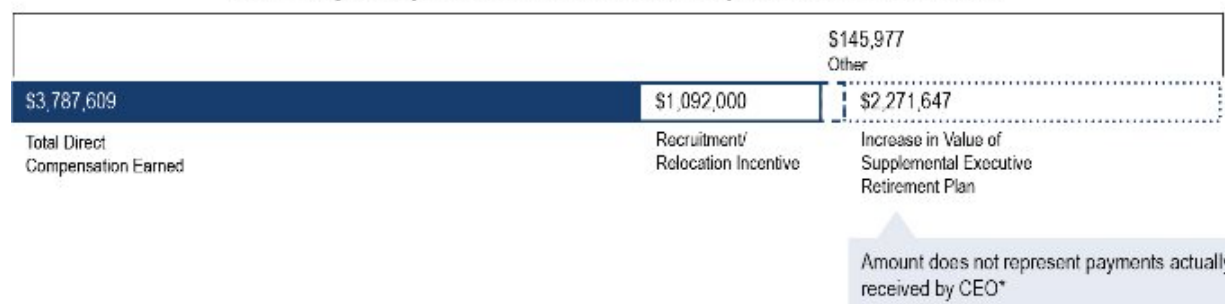 $145,977
Other
$3,787,609
$1,092,000
$2,271,647
Total Direct
Compensation Earned
Recruitment/
Relocation Incentive
Increase in Value of
Supplemental Executive
Retirement Plan
Amount does not represent payments actually
received by CEO*